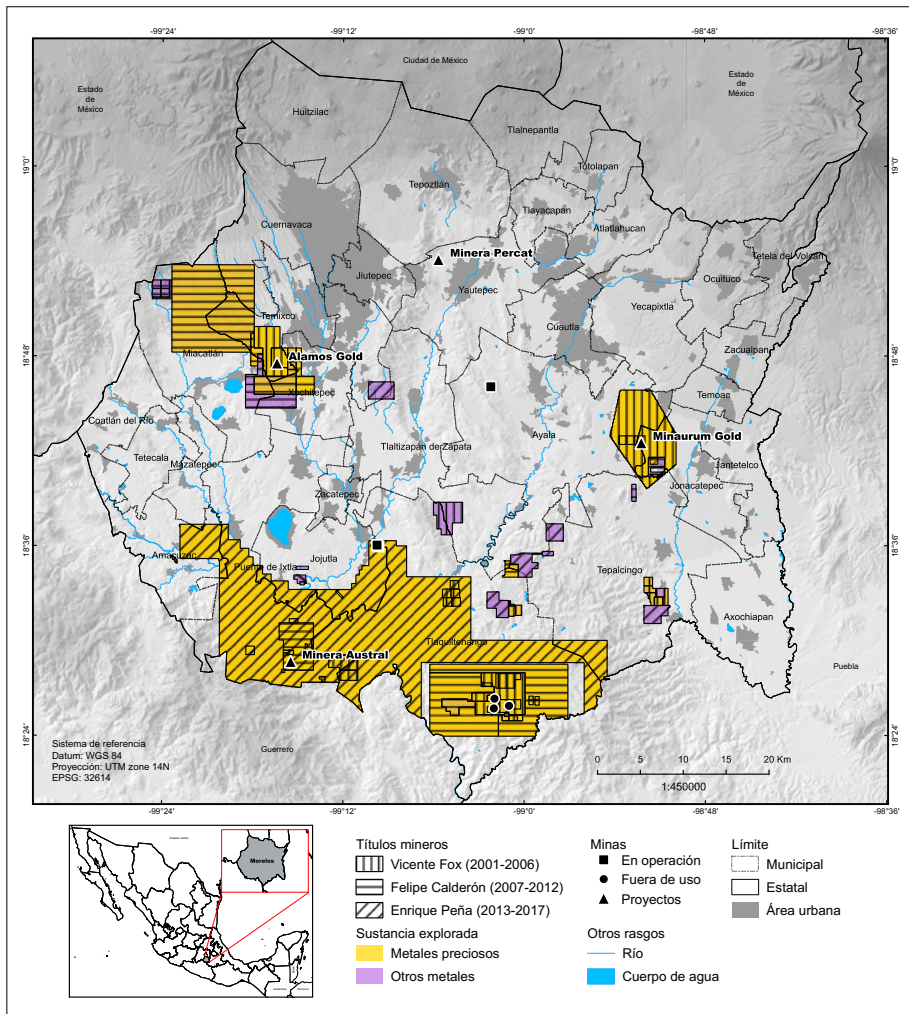 -99°24' -99°12' -99°0' -98°48' -98°36'
Ciudad de México
Estado
de
México
Estado
de
México
Huitzilac
Tlalnepantla
19°0' 19°0'
Totolapan
Tepoztlán
Tlayacapan
Cuernavaca
Atlatlahucan
Minera Percat
Tetela del Volcán
Jiutepec
Ocuituco
Yautepec
Yecapixtla
Temixco
Cuautla
Miacatlán
18°48' 18°48'
Zacualpan
Alamos Gold
Xochitepec
Temoac
Coatlán del Río
Ayala
Minaurum Gold
Tlaltizapán de Zapata
Tetecala
Mazatepec
Jantetelco
Zacatepec
Jonacatepec
18°36' 18°36'
Amacuzac
Jojutla
Puente de Ixtla
Tepalcingo
Axochiapan
Tlaquiltenango
Minera Austral
Puebla
18°24' 18°24'
Guerrero
Sistema de referencia
Datum: WGS 84
Proyección: UTM zone 14N
EPSG: 32614
0 5 10 15 20 Km
1:450000
-99°24' -99°12' -99°0' -98°48' -98°36'
Morelos
Títulos mineros
Vicente Fox (2001-2006)
Felipe Calderón (2007-2012)
Enrique Peña (2013-2017)
Sustancia explorada
Metales preciosos
Otros metales
Minas
En operación
Fuera de uso
Proyectos
Otros rasgos
Río
Cuerpo de agua
Límite
Municipal
Estatal
Área urbana